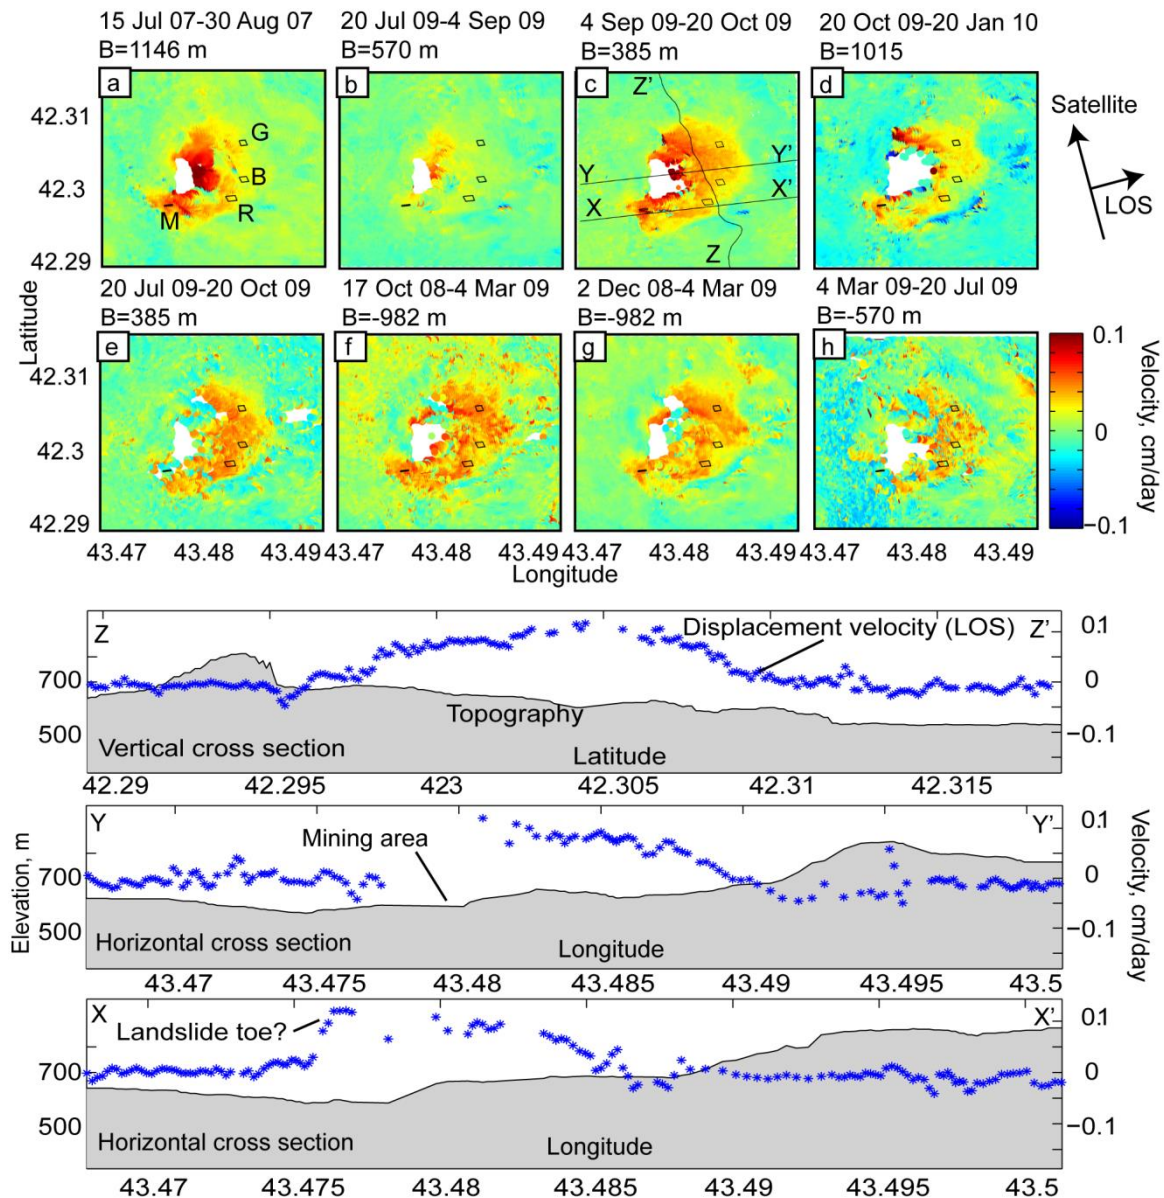 15 Jul 07-30 Aug 07
20 Jul 09-4 Sep 09
4 Sep 09-20 Oct 09
20 Oct 09-20 Jan 10
B=1146 m
B=570 m
B=385 m
B=1015
a
b
c
d
Z'
Y
Y'
X
X'
Z
G
B
R
M
Satellite
LOS
42.31
42.3
42.29
20 Jul 09-20 Oct 09
17 Oct 08-4 Mar 09
2 Dec 08-4 Mar 09
4 Mar 09-20 Jul 09
B=385 m
B=-982 m
B=-982 m
B=-570 m
e
f
g
h
Latitude
42.31
42.3
42.29
43.47 43.48 43.49
43.47 43.48 43.49
43.47 43.48 43.49
43.47 43.48 43.49
Longitude
0.1
0
−0.1
Velocity, cm/day
Z
Z'
Displacement velocity (LOS)
Topography
Vertical cross section
Latitude
700
500
0.1
0
−0.1
42.29 42.295 423 42.305 42.31 42.315
Y
Y'
Mining area
Horizontal cross section
Longitude
Elevation, m
700
500
0.1
0
−0.1
Velocity, cm/day
43.47 43.475 43.48 43.485 43.49 43.495 43.5
X
X'
Landslide toe?
Horizontal cross section
Longitude
700
500
0.1
0
−0.1
43.47 43.475 43.48 43.485 43.49 43.495 43.5